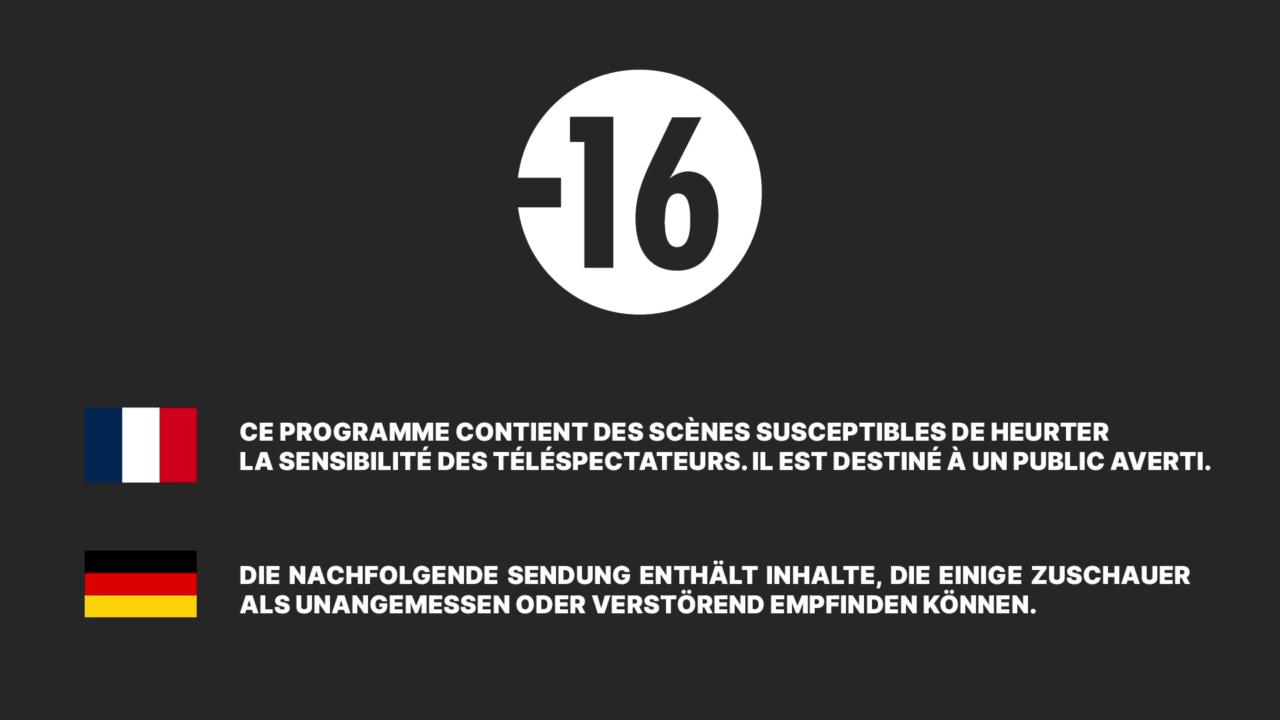 -16
CE PROGRAMME CONTIENT DES SCÈNES SUSCEPTIBLES DE HEURTER
LA SENSIBILITÉ DES TÉLÉSPECTATEURS. IL EST DESTINÉ À UN PUBLIC AVERTI.
DIE NACHFOLGENDE SENDUNG ENTHÄLT INHALTE, DIE EINIGE ZUSCHAUER
ALS UNANGEMESSEN ODER VERSTÖREND EMPFINDEN KÖNNEN.